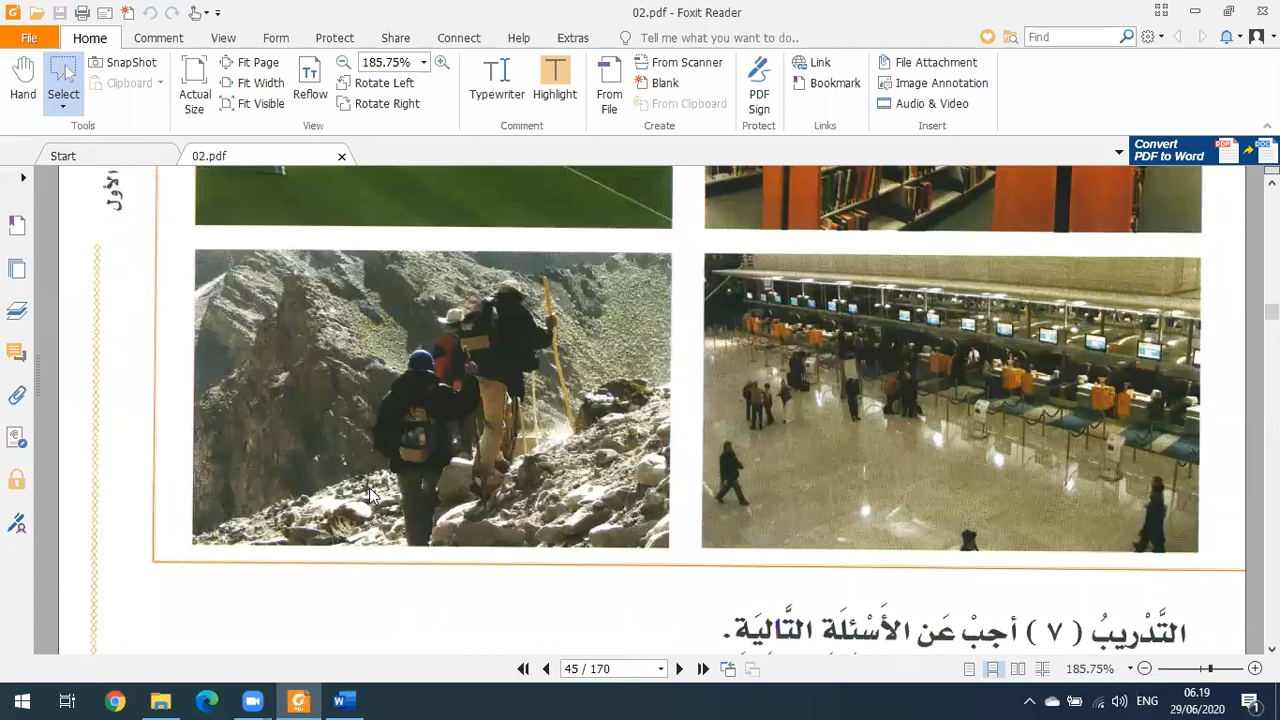 02.pdf - Foxit Reader
File Home Comment View Form Protect Share Connect Help Extras Tell me what you want to do.. Find
Hand Select SnapShot Clipboard Tools
Actual Size Fit Page Fit Width Fit Visible Reflow 185.75% Rotate Left Rotate Right View
Typewriter Highlight Comment
From File From Scanner Blank From Clipboard Create
PDF Sign Protect
Link Bookmark Links
File Attachment Image Annotation Audio & Video Insert
Start 02.pdf
Convert PDF to Word
الأول
التَّدْرِيبُ ( ٧ ) أجبْ عَن الأَسْئلَة التَّاليَة .
45 / 170 185.75%
ENG 06.19
29/06/2020